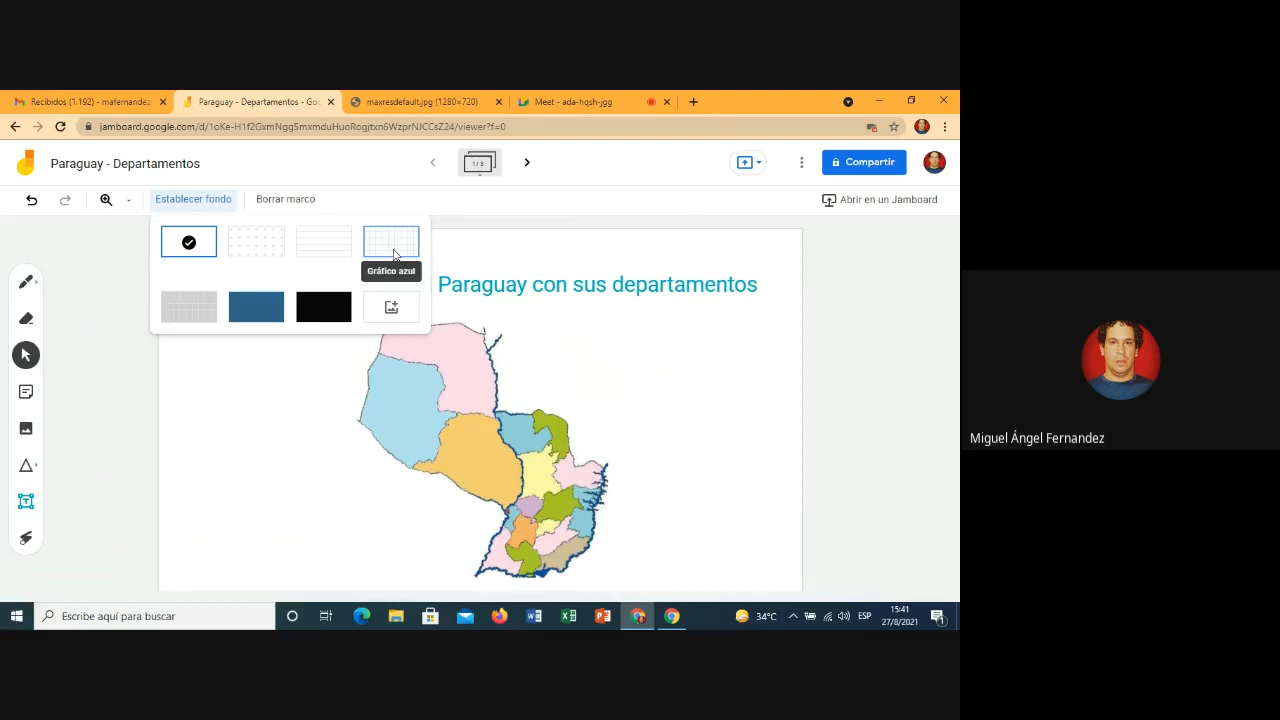 Recibidos (1.192) - mafernandez
Paraguay - Departamentos - Goo
maxresdefault.jpg (1280×720)
Meet - ada-hqsh-jgg
jamboard.google.com/d/1oKe-H1f2GxmNgg5mxmduHuoRogjtxn6WzprNJCCsZ24/viewer?f=0
Paraguay - Departamentos
1/3
Compartir
Establecer fondo
Borrar marco
Abrir en un Jamboard
Gráfico azul
Paraguay con sus departamentos
Miguel Ángel Fernandez
Escribe aquí para buscar
34°C
ESP
15:41
27/8/2021
1